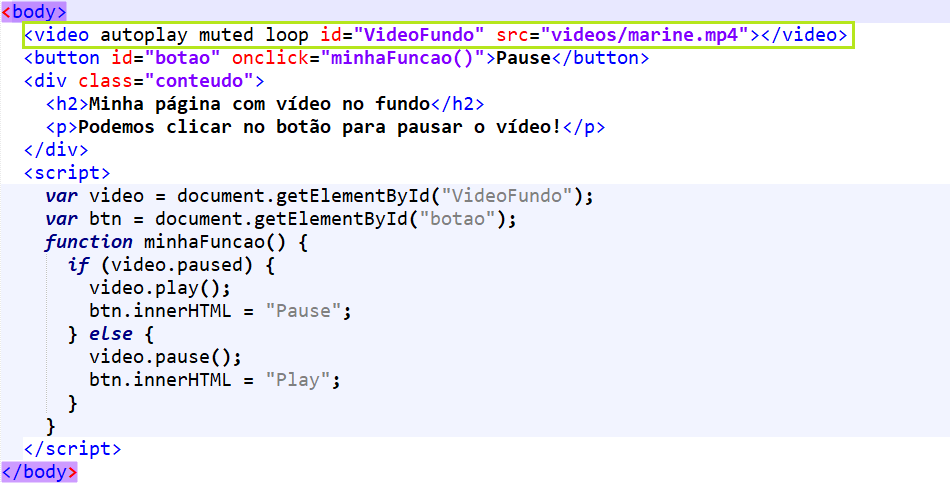 <body>
<video autoplay muted loop id="VideoFundo" src="videos/marine.mp4"></video>
<button id="botao" onclick="minhaFuncao()">Pause</button>
<div class="conteudo">
<h2>Minha página com vídeo no fundo</h2>
<p>Podemos clicar no botão para pausar o vídeo!</p>
</div>
<script>
var video = document.getElementById("VideoFundo");
var btn = document.getElementById("botao");
function minhaFuncao() {
if (video.paused) {
video.play();
btn.innerHTML = "Pause";
} else {
video.pause();
btn.innerHTML = "Play";
}
}
</script>
</body>